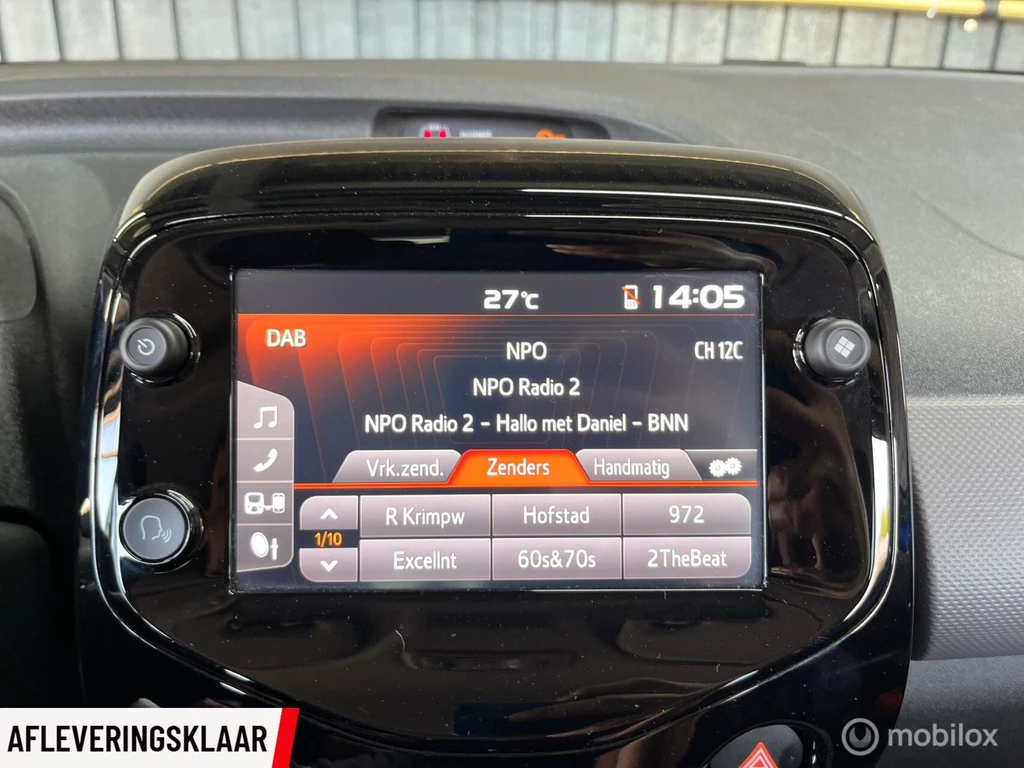 27°C 14:05
DAB NPO CH 12C
NPO Radio 2
NPO Radio 2 - Hallo met Daniel - BNN
Vrk.zend. Zenders Handmatig
R Krimpw Hofstad 972
1/10
Excellnt 60s&70s 2TheBeat
AFLEVERINGSKLAAR
mobilox